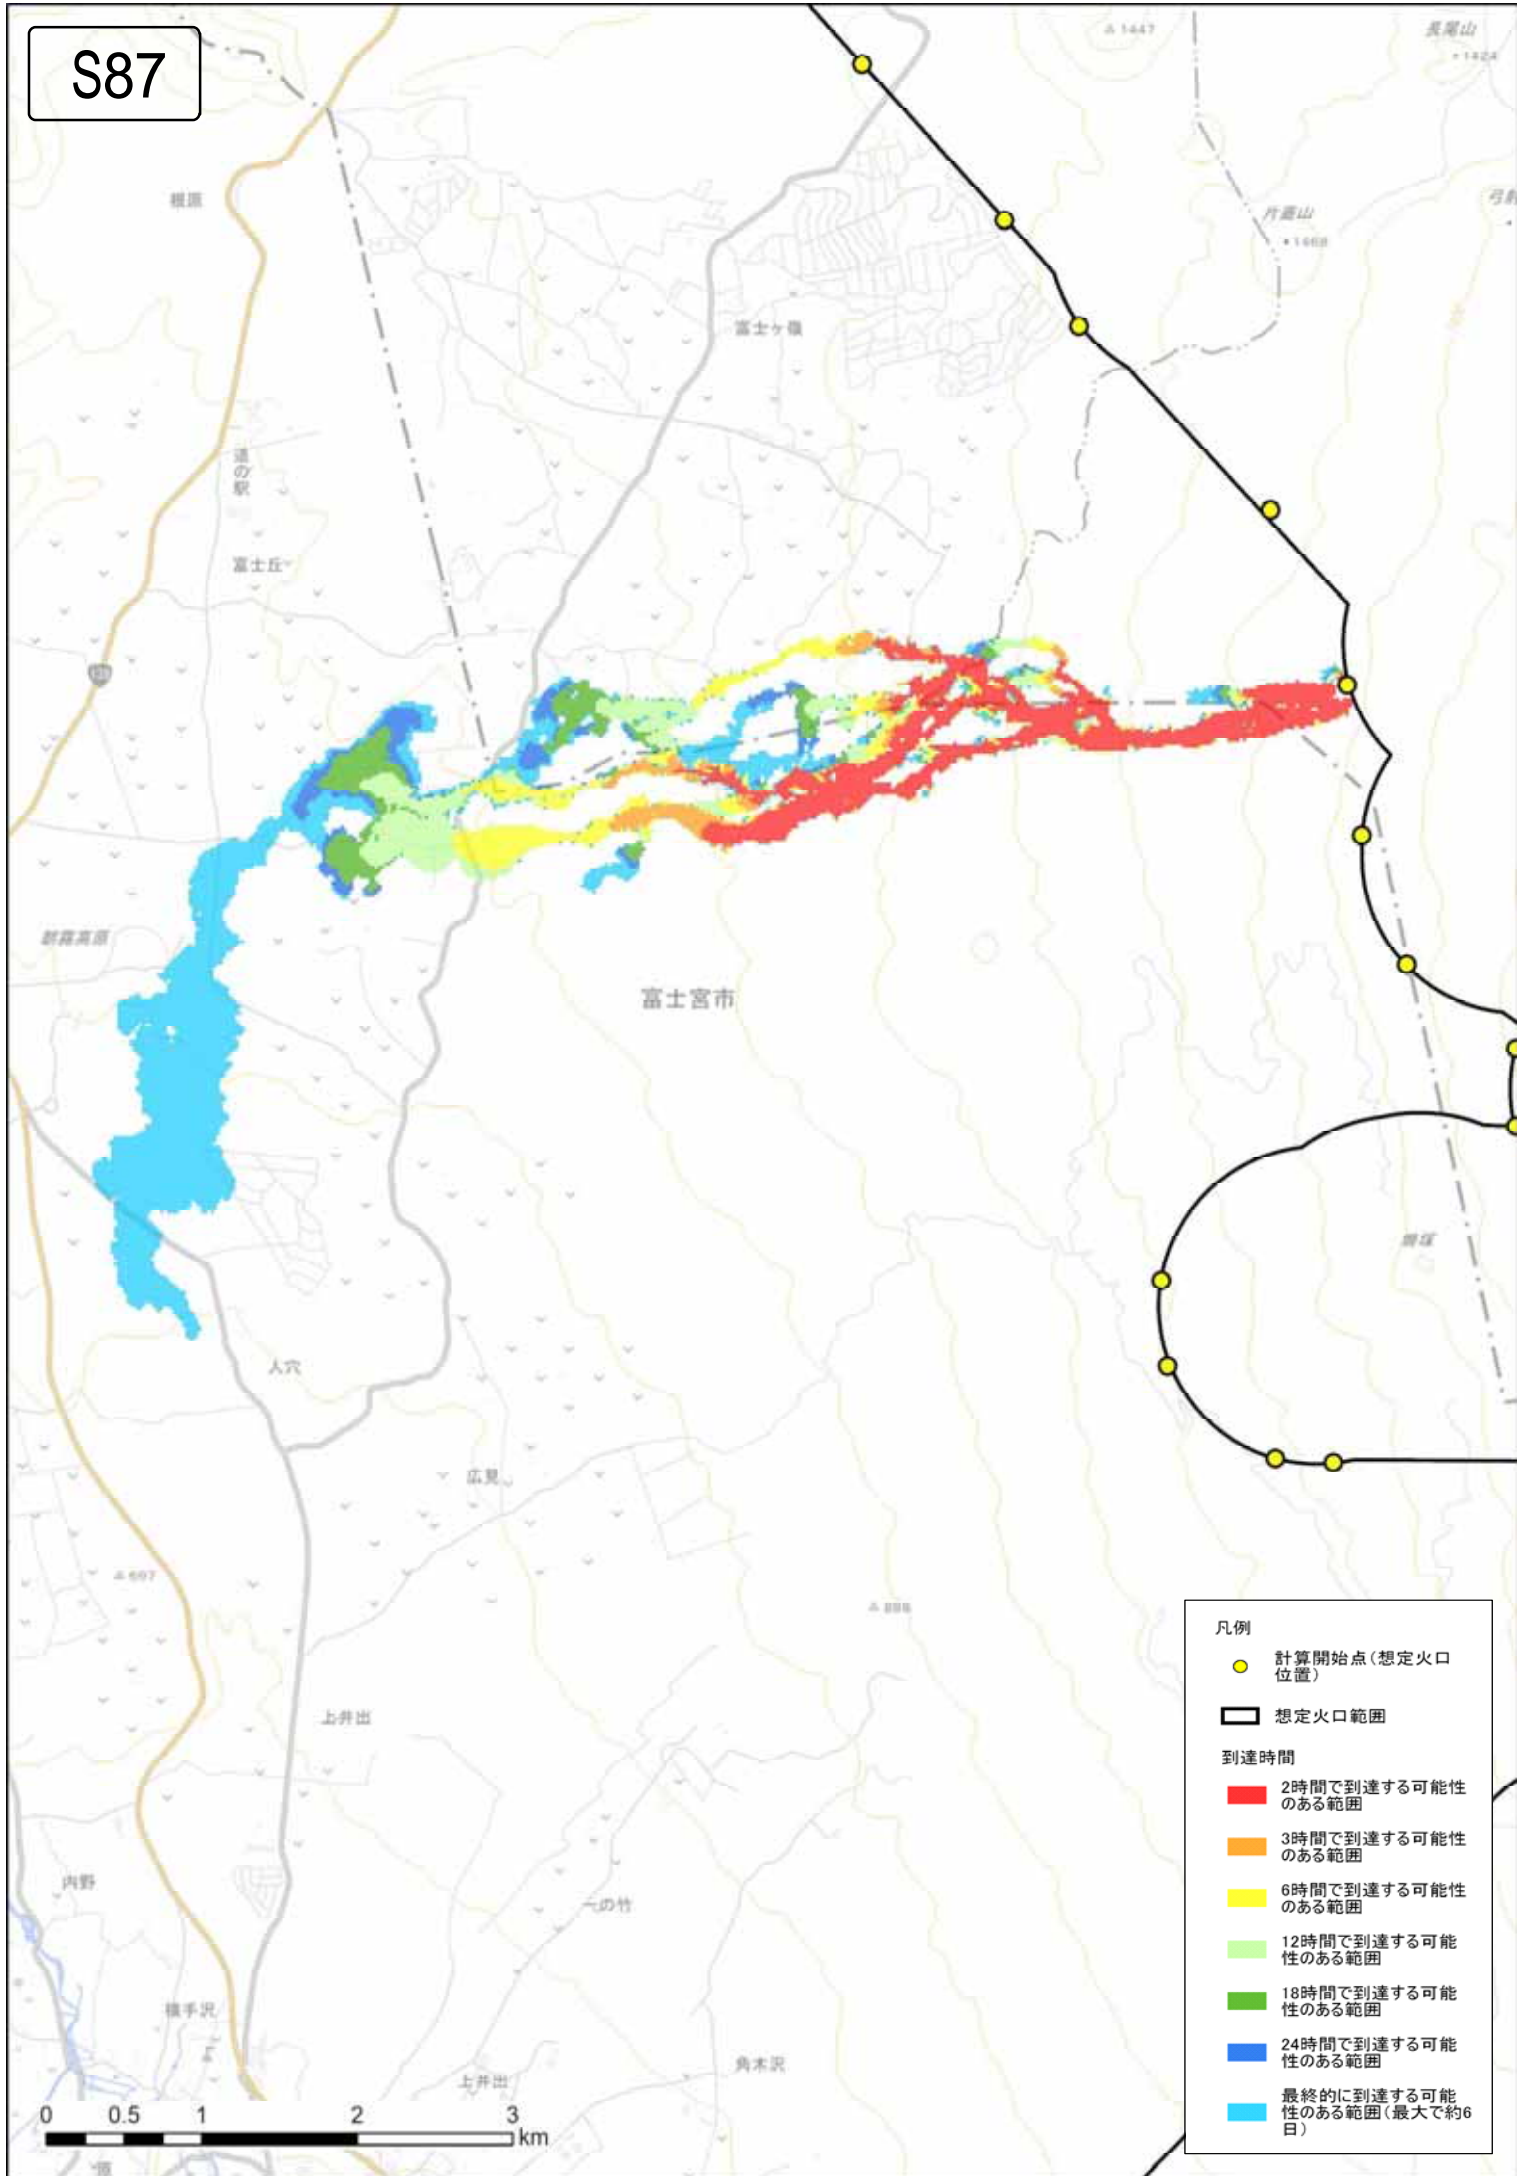 S87
1447
長尾山
1424
根原
片蓋山
1468
富士ヶ嶺
道の駅
富士丘
139
朝霧高原
富士宮市
人穴
広見
697
896
上井出
内野
一の竹
猪手沢
角木沢
上井出
原
0 0.5 1 2 3
km
凡例
計算開始点(想定火口
位置)
想定火口範囲
到達時間
2時間で到達する可能性
のある範囲
3時間で到達する可能性
のある範囲
6時間で到達する可能性
のある範囲
12時間で到達する可能
性のある範囲
18時間で到達する可能
性のある範囲
24時間で到達する可能
性のある範囲
最終的に到達する可能
性のある範囲(最大で約6
日)